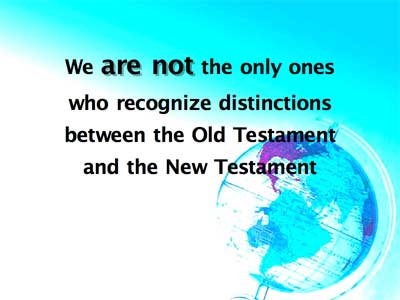 We are not the only ones
who recognize distinctions
between the Old Testament
and the New Testament